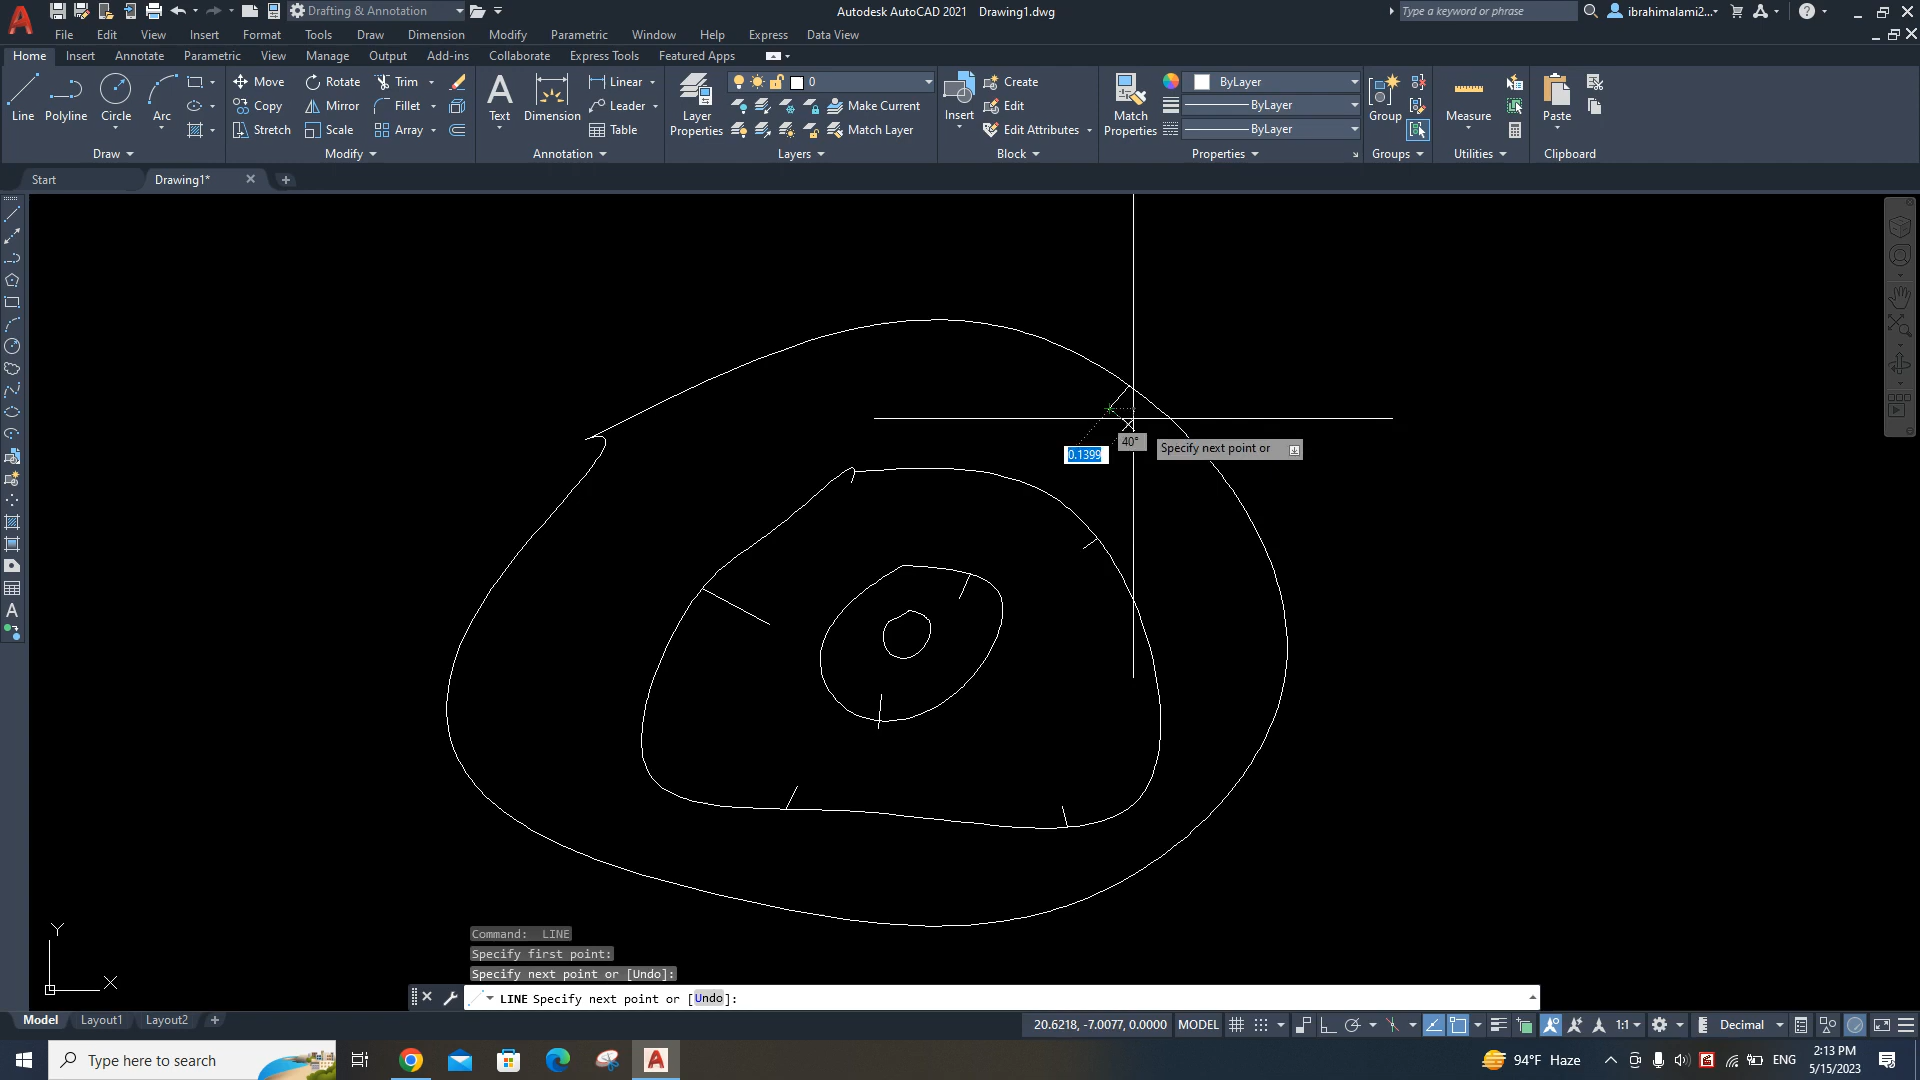 Drafting & Annotation
Autodesk AutoCAD 2021 Drawing1.dwg
Type a keyword or phrase
ibrahimalami2...
File Edit View Insert Format Tools Draw Dimension Modify Parametric Window Help Express Data View
Home Insert Annotate Parametric View Manage Output Add-ins Collaborate Express Tools Featured Apps
Line Polyline Circle Arc
Move Rotate Trim
Copy Mirror Fillet
Stretch Scale Array
Text Dimension
Linear
Leader
Table
Layer Properties
0
Make Current
Match Layer
Insert
Create
Edit
Edit Attributes
Match Properties
ByLayer
ByLayer
ByLayer
Group
Measure
Paste
Draw Modify Annotation Layers Block Properties Groups Utilities Clipboard
Start Drawing1*
40°
Specify next point or
0.1399
Y
X
Command: LINE
Specify first point:
Specify next point or [Undo]:
LINE Specify next point or [Undo]:
Model Layout1 Layout2
20.6218, -7.0077, 0.0000 MODEL 1:1 Decimal
Type here to search
94°F Haze
ENG
2:13 PM
5/15/2023